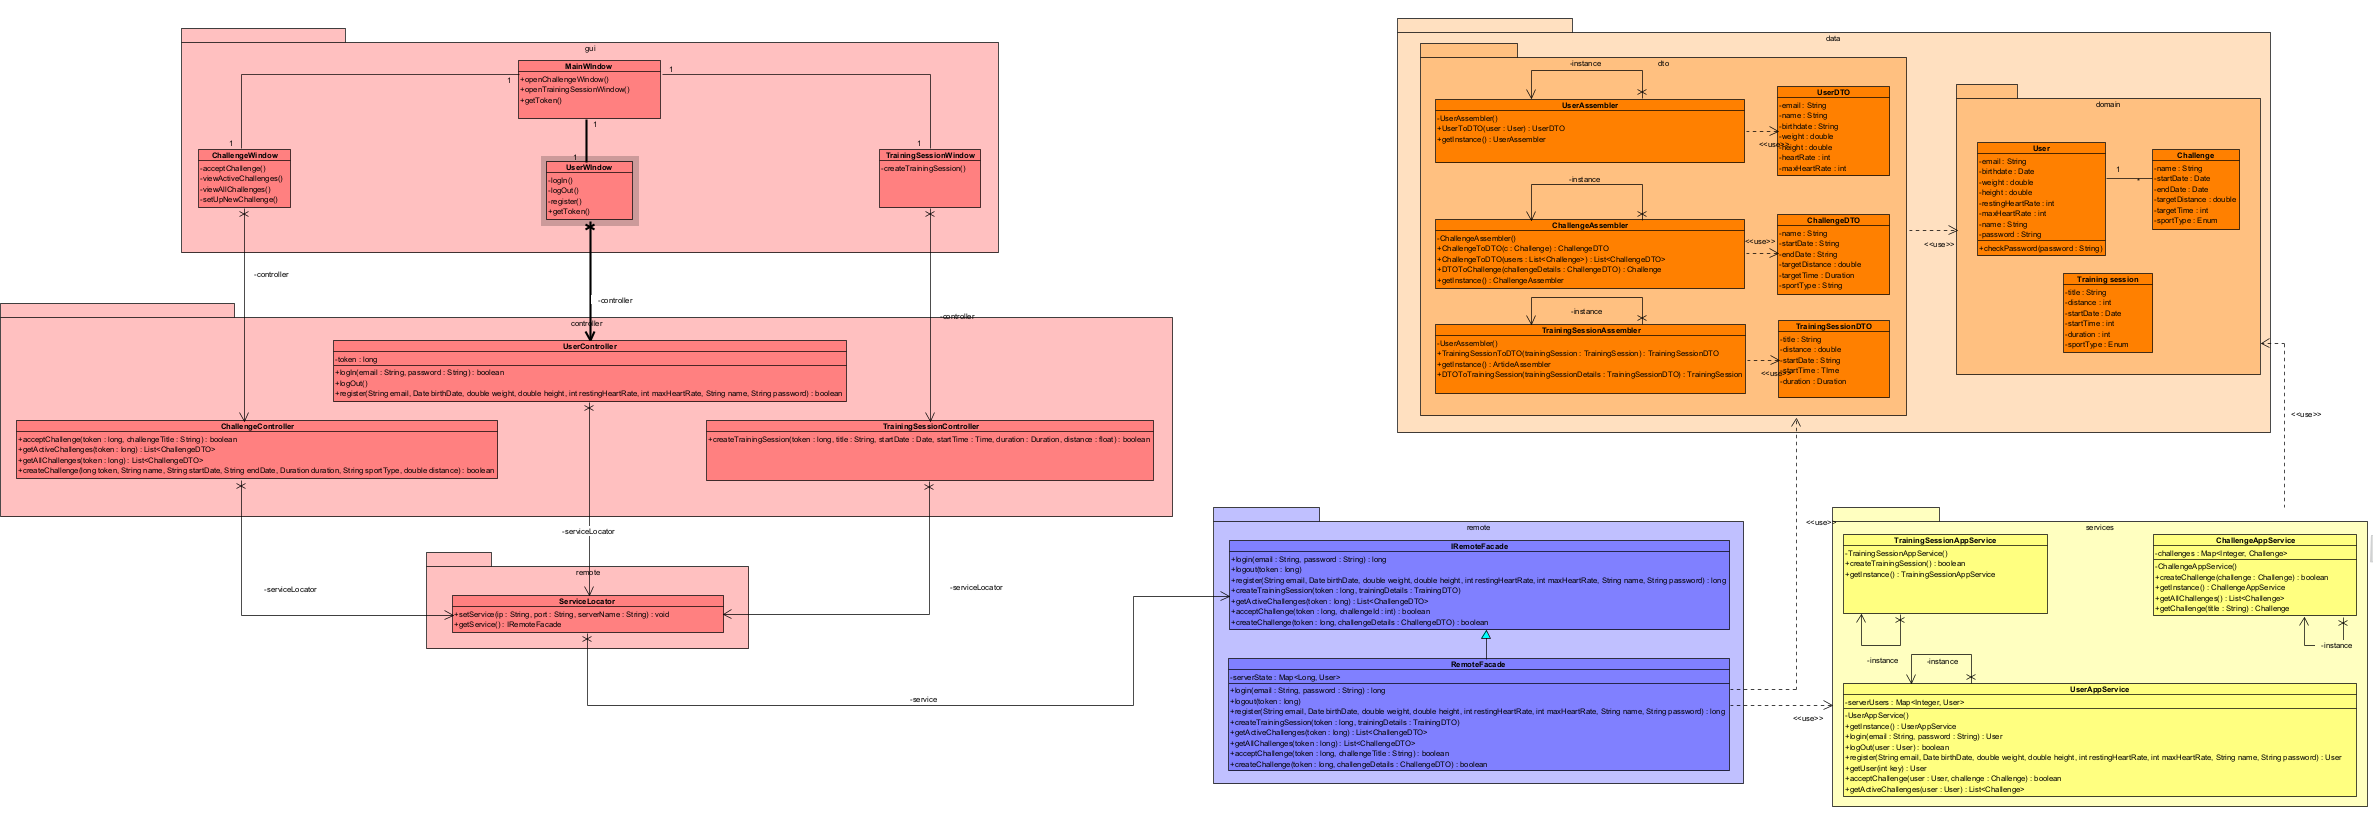 gui
MainWIndow
+openChallengeWindow()
+openTrainingSessionWindow()
+getToken()
1
1
1
1
1
1
ChallengeWindow
-acceptChallenge()
-viewActiveChallenges()
-viewAllChallenges()
-setUpNewChallenge()
UserWIndow
-logIn()
-logOut()
-register()
+getToken()
TrainingSessionWindow
-createTrainingSession()
-controller
-controller
-controller
controller
UserController
-token : long
+logIn(email : String, password : String) : boolean
+logOut()
+register(String email, Date birthDate, double weight, double height, int restingHeartRate, int maxHeartRate, String name, String password) : boolean
ChallengeController
+acceptChallenge(token : long, challengeTitle : String) : boolean
+getActiveChallenges(token : long) : List<ChallengeDTO>
+getAllChallenges(token : long) : List<ChallengeDTO>
+createChallenge(long token, String name, String startDate, String endDate, Duration duration, String sportType, double distance) : boolean
TrainingSessionController
+createTrainingSession(token : long, title : String, startDate : Date, startTime : Time, duration : Duration, distance : float) : boolean
-serviceLocator
-serviceLocator
-serviceLocator
remote
ServiceLocator
+setService(ip : String, port : String, serverName : String) : void
+getService() : IRemoteFacade
-service
data
dto
-instance
UserAssembler
-UserAssembler()
+UserToDTO(user : User) : UserDTO
+getInstance() : UserAssembler
<<use>>
UserDTO
-email : String
-name : String
-birthdate : String
-weight : double
-height : double
-heartRate : int
-maxHeartRate : int
-instance
ChallengeAssembler
-ChallengeAssembler()
+ChallengeToDTO(c : Challenge) : ChallengeDTO
+ChallengeToDTO(users : List<Challenge>) : List<ChallengeDTO>
+DTOToChallenge(challengeDetails : ChallengeDTO) : Challenge
+getInstance() : ChallengeAssembler
<<use>>
ChallengeDTO
-name : String
-startDate : String
-endDate : String
-targetDistance : double
-targetTime : Duration
-sportType : String
-instance
TrainingSessionAssembler
-UserAssembler()
+TrainingSessionToDTO(trainingSession : TrainingSession) : TrainingSessionDTO
+getInstance() : ArticleAssembler
+DTOToTrainingSession(trainingSessionDetails : TrainingSessionDTO) : TrainingSession
<<use>>
TrainingSessionDTO
-title : String
-distance : double
-startDate : String
-startTime : TIme
-duration : Duration
<<use>>
domain
User
-email : String
-birthdate : Date
-weight : double
-height : double
-restingHeartRate : int
-maxHeartRate : int
-name : String
-password : String
+checkPassword(password : String)
1
*
Challenge
-name : String
-startDate : Date
-endDate : Date
-targetDistance : double
-targetTime : int
-sportType : Enum
Training session
-title : String
-distance : int
-startDate : Date
-startTime : int
-duration : int
-sportType : Enum
<<use>>
<<use>>
remote
IRemoteFacade
+login(email : String, password : String) : long
+logout(token : long)
+register(String email, Date birthDate, double weight, double height, int restingHeartRate, int maxHeartRate, String name, String password) : long
+createTrainingSession(token : long, trainingDetails : TrainingDTO)
+getActiveChallenges(token : long) : List<ChallengeDTO>
+acceptChallenge(token : long, challengeId : int) : boolean
+createChallenge(token : long, challengeDetails : ChallengeDTO) : boolean
RemoteFacade
-serverState : Map<Long, User>
+login(email : String, password : String) : long
+logout(token : long)
+register(String email, Date birthDate, double weight, double height, int restingHeartRate, int maxHeartRate, String name, String password) : long
+createTrainingSession(token : long, trainingDetails : TrainingDTO)
+getActiveChallenges(token : long) : List<ChallengeDTO>
+getAllChallenges(token : long) : List<ChallengeDTO>
+acceptChallenge(token : long, challengeTitle : String) : boolean
+createChallenge(token : long, challengeDetails : ChallengeDTO) : boolean
<<use>>
services
TrainingSessionAppService
-TrainingSessionAppService()
+createTrainingSession() : boolean
+getInstance() : TrainingSessionAppService
-instance
ChallengeAppService
-challenges : Map<Integer, Challenge>
-ChallengeAppService()
+createChallenge(challenge : Challenge) : boolean
+getInstance() : ChallengeAppService
+getAllChallenges() : List<Challenge>
+getChallenge(title : String) : Challenge
-instance
-instance
UserAppService
-serverUsers : Map<Integer, User>
-UserAppService()
+getInstance() : UserAppService
+login(email : String, password : String) : User
+logOut(user : User) : boolean
+register(String email, Date birthDate, double weight, double height, int restingHeartRate, int maxHeartRate, String name, String password) : User
+getUser(int key) : User
+acceptChallenge(user : User, challenge : Challenge) : boolean
+getActiveChallenges(user : User) : List<Challenge>